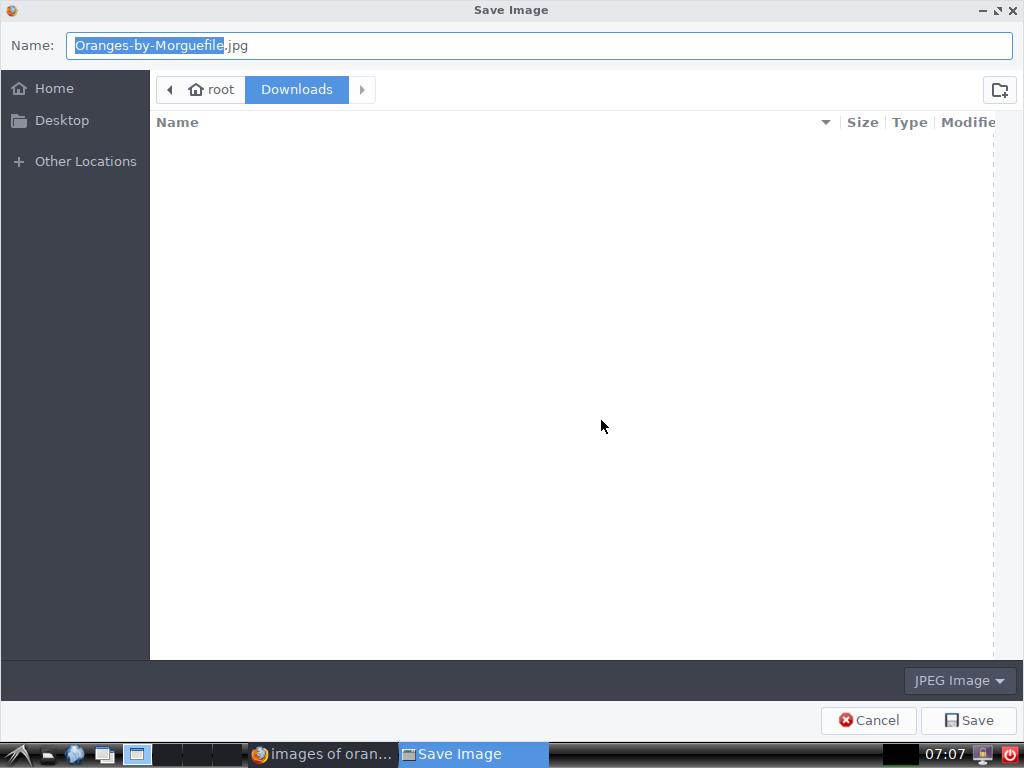 Save Image
Name: Oranges-by-Morguefile.jpg
Home
Desktop
Other Locations
root Downloads
Name Size Type Modifie
JPEG Image
Cancel Save
images of oran... Save Image 07:07